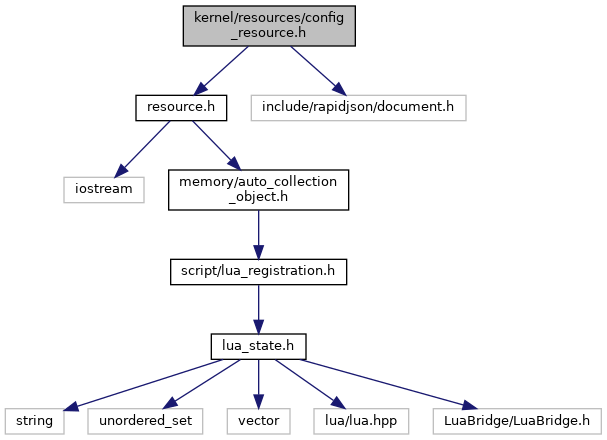 kernel/resources/config
_resource.h
resource.h
include/rapidjson/document.h
iostream
memory/auto_collection
_object.h
script/lua_registration.h
lua_state.h
string
unordered_set
vector
lua/lua.hpp
LuaBridge/LuaBridge.h